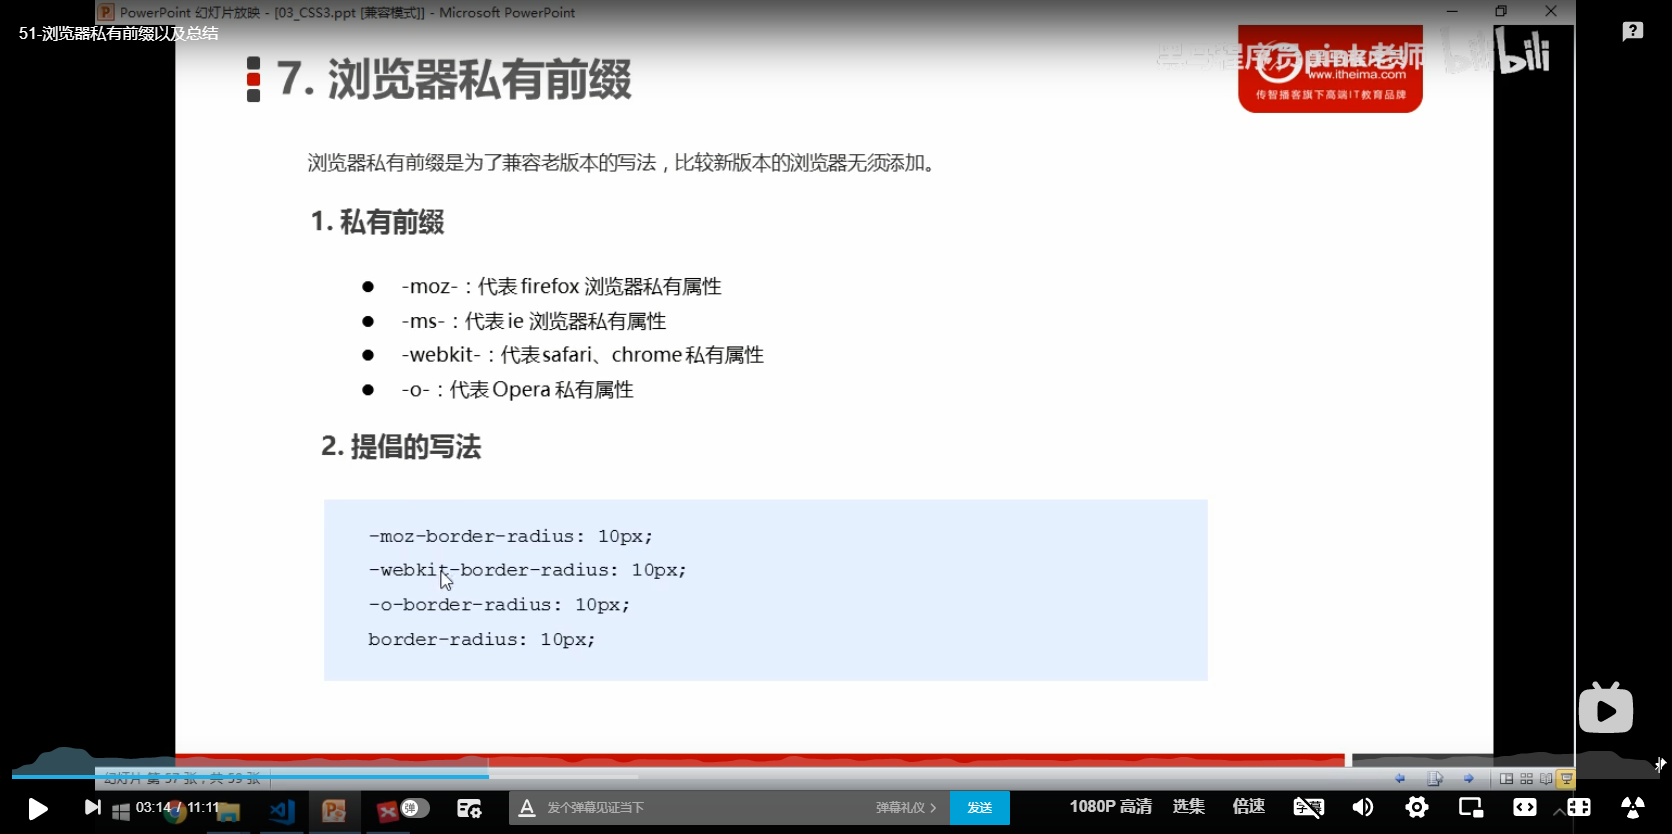 PowerPoint 幻灯片放映 - [03_CSS3.ppt [兼容模式]] - Microsoft PowerPoint
51-浏览器私有前缀以及总结
程序员pink老师
bilibili
www.itheima.com
传智播客旗下高端IT教育品牌
7. 浏览器私有前缀
浏览器私有前缀是为了兼容老版本的写法，比较新版本的浏览器无须添加。
1. 私有前缀
● -moz-：代表 firefox 浏览器私有属性
● -ms-：代表 ie 浏览器私有属性
● -webkit-：代表 safari、chrome 私有属性
● -o-：代表 Opera 私有属性
2. 提倡的写法
-moz-border-radius: 10px;
-webkit-border-radius: 10px;
-o-border-radius: 10px;
border-radius: 10px;
幻灯片 第 57 张，共 59 张
03:14 / 11:11
弹
发个弹幕见证当下
弹幕礼仪 >
发送
1080P 高清
选集
倍速
字幕